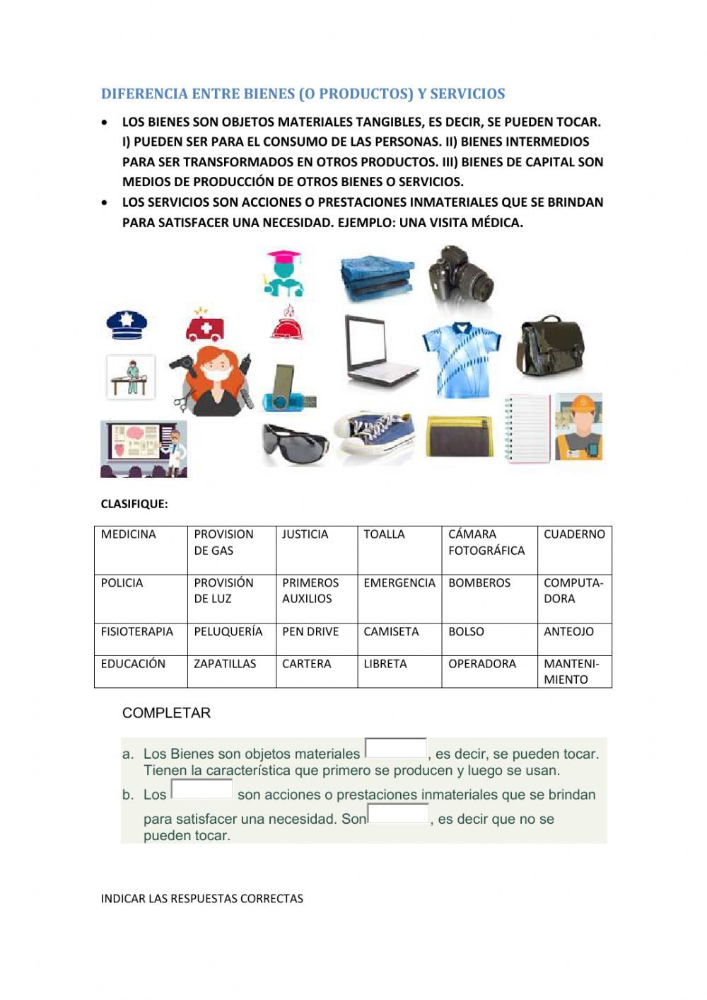 DIFERENCIA ENTRE BIENES (O PRODUCTOS) Y SERVICIOS
• LOS BIENES SON OBJETOS MATERIALES TANGIBLES, ES DECIR, SE PUEDEN TOCAR.
I) PUEDEN SER PARA EL CONSUMO DE LAS PERSONAS. II) BIENES INTERMEDIOS
PARA SER TRANSFORMADOS EN OTROS PRODUCTOS. III) BIENES DE CAPITAL SON
MEDIOS DE PRODUCCIÓN DE OTROS BIENES O SERVICIOS.
• LOS SERVICIOS SON ACCIONES O PRESTACIONES INMATERIALES QUE SE BRINDAN
PARA SATISFACER UNA NECESIDAD. EJEMPLO: UNA VISITA MÉDICA.
CLASIFIQUE:
MEDICINA PROVISION DE GAS JUSTICIA TOALLA CÁMARA FOTOGRÁFICA CUADERNO
POLICIA PROVISIÓN DE LUZ PRIMEROS AUXILIOS EMERGENCIA BOMBEROS COMPUTA-DORA
FISIOTERAPIA PELUQUERÍA PEN DRIVE CAMISETA BOLSO ANTEOJO
EDUCACIÓN ZAPATILLAS CARTERA LIBRETA OPERADORA MANTENI-MIENTO
COMPLETAR
a. Los Bienes son objetos materiales , es decir, se pueden tocar.
Tienen la característica que primero se producen y luego se usan.
b. Los son acciones o prestaciones inmateriales que se brindan
para satisfacer una necesidad. Son , es decir que no se
pueden tocar.
INDICAR LAS RESPUESTAS CORRECTAS